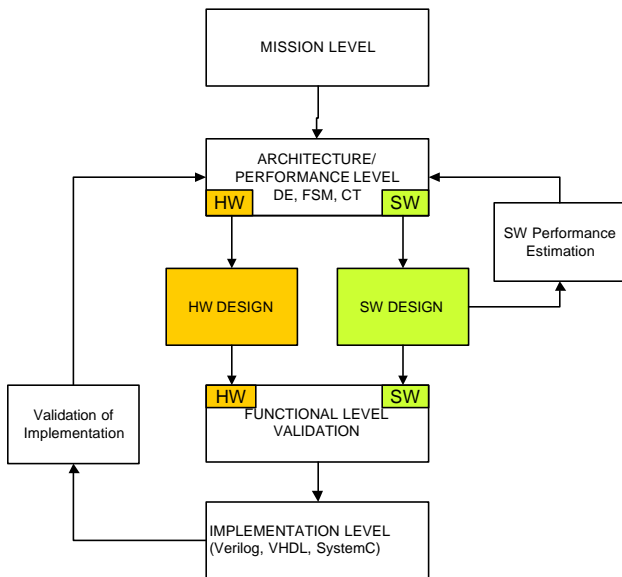 MISSION LEVEL
ARCHITECTURE/
PERFORMANCE LEVEL
DE, FSM, CT
HW
SW
SW Performance
Estimation
HW DESIGN
SW DESIGN
HW
SW
FUNCTIONAL LEVEL
VALIDATION
Validation of
Implementation
IMPLEMENTATION LEVEL
(Verilog, VHDL, SystemC)